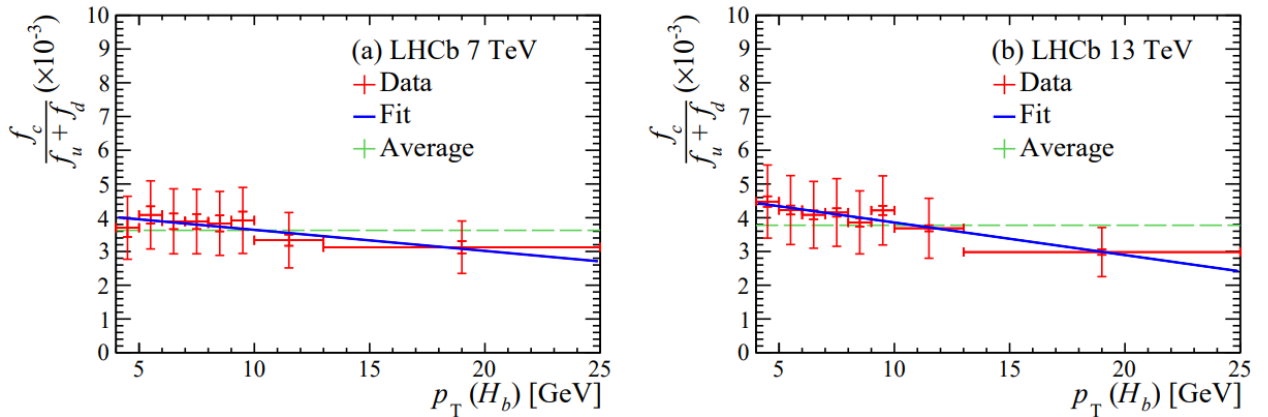 f_c / (f_u + f_d) (×10⁻³)
(a) LHCb 7 TeV
Data
Fit
Average
10
9
8
7
6
5
4
3
2
1
0
5 10 15 20 25
p_T (H_b) [GeV]
f_c / (f_u + f_d) (×10⁻³)
(b) LHCb 13 TeV
Data
Fit
Average
10
9
8
7
6
5
4
3
2
1
0
5 10 15 20 25
p_T (H_b) [GeV]